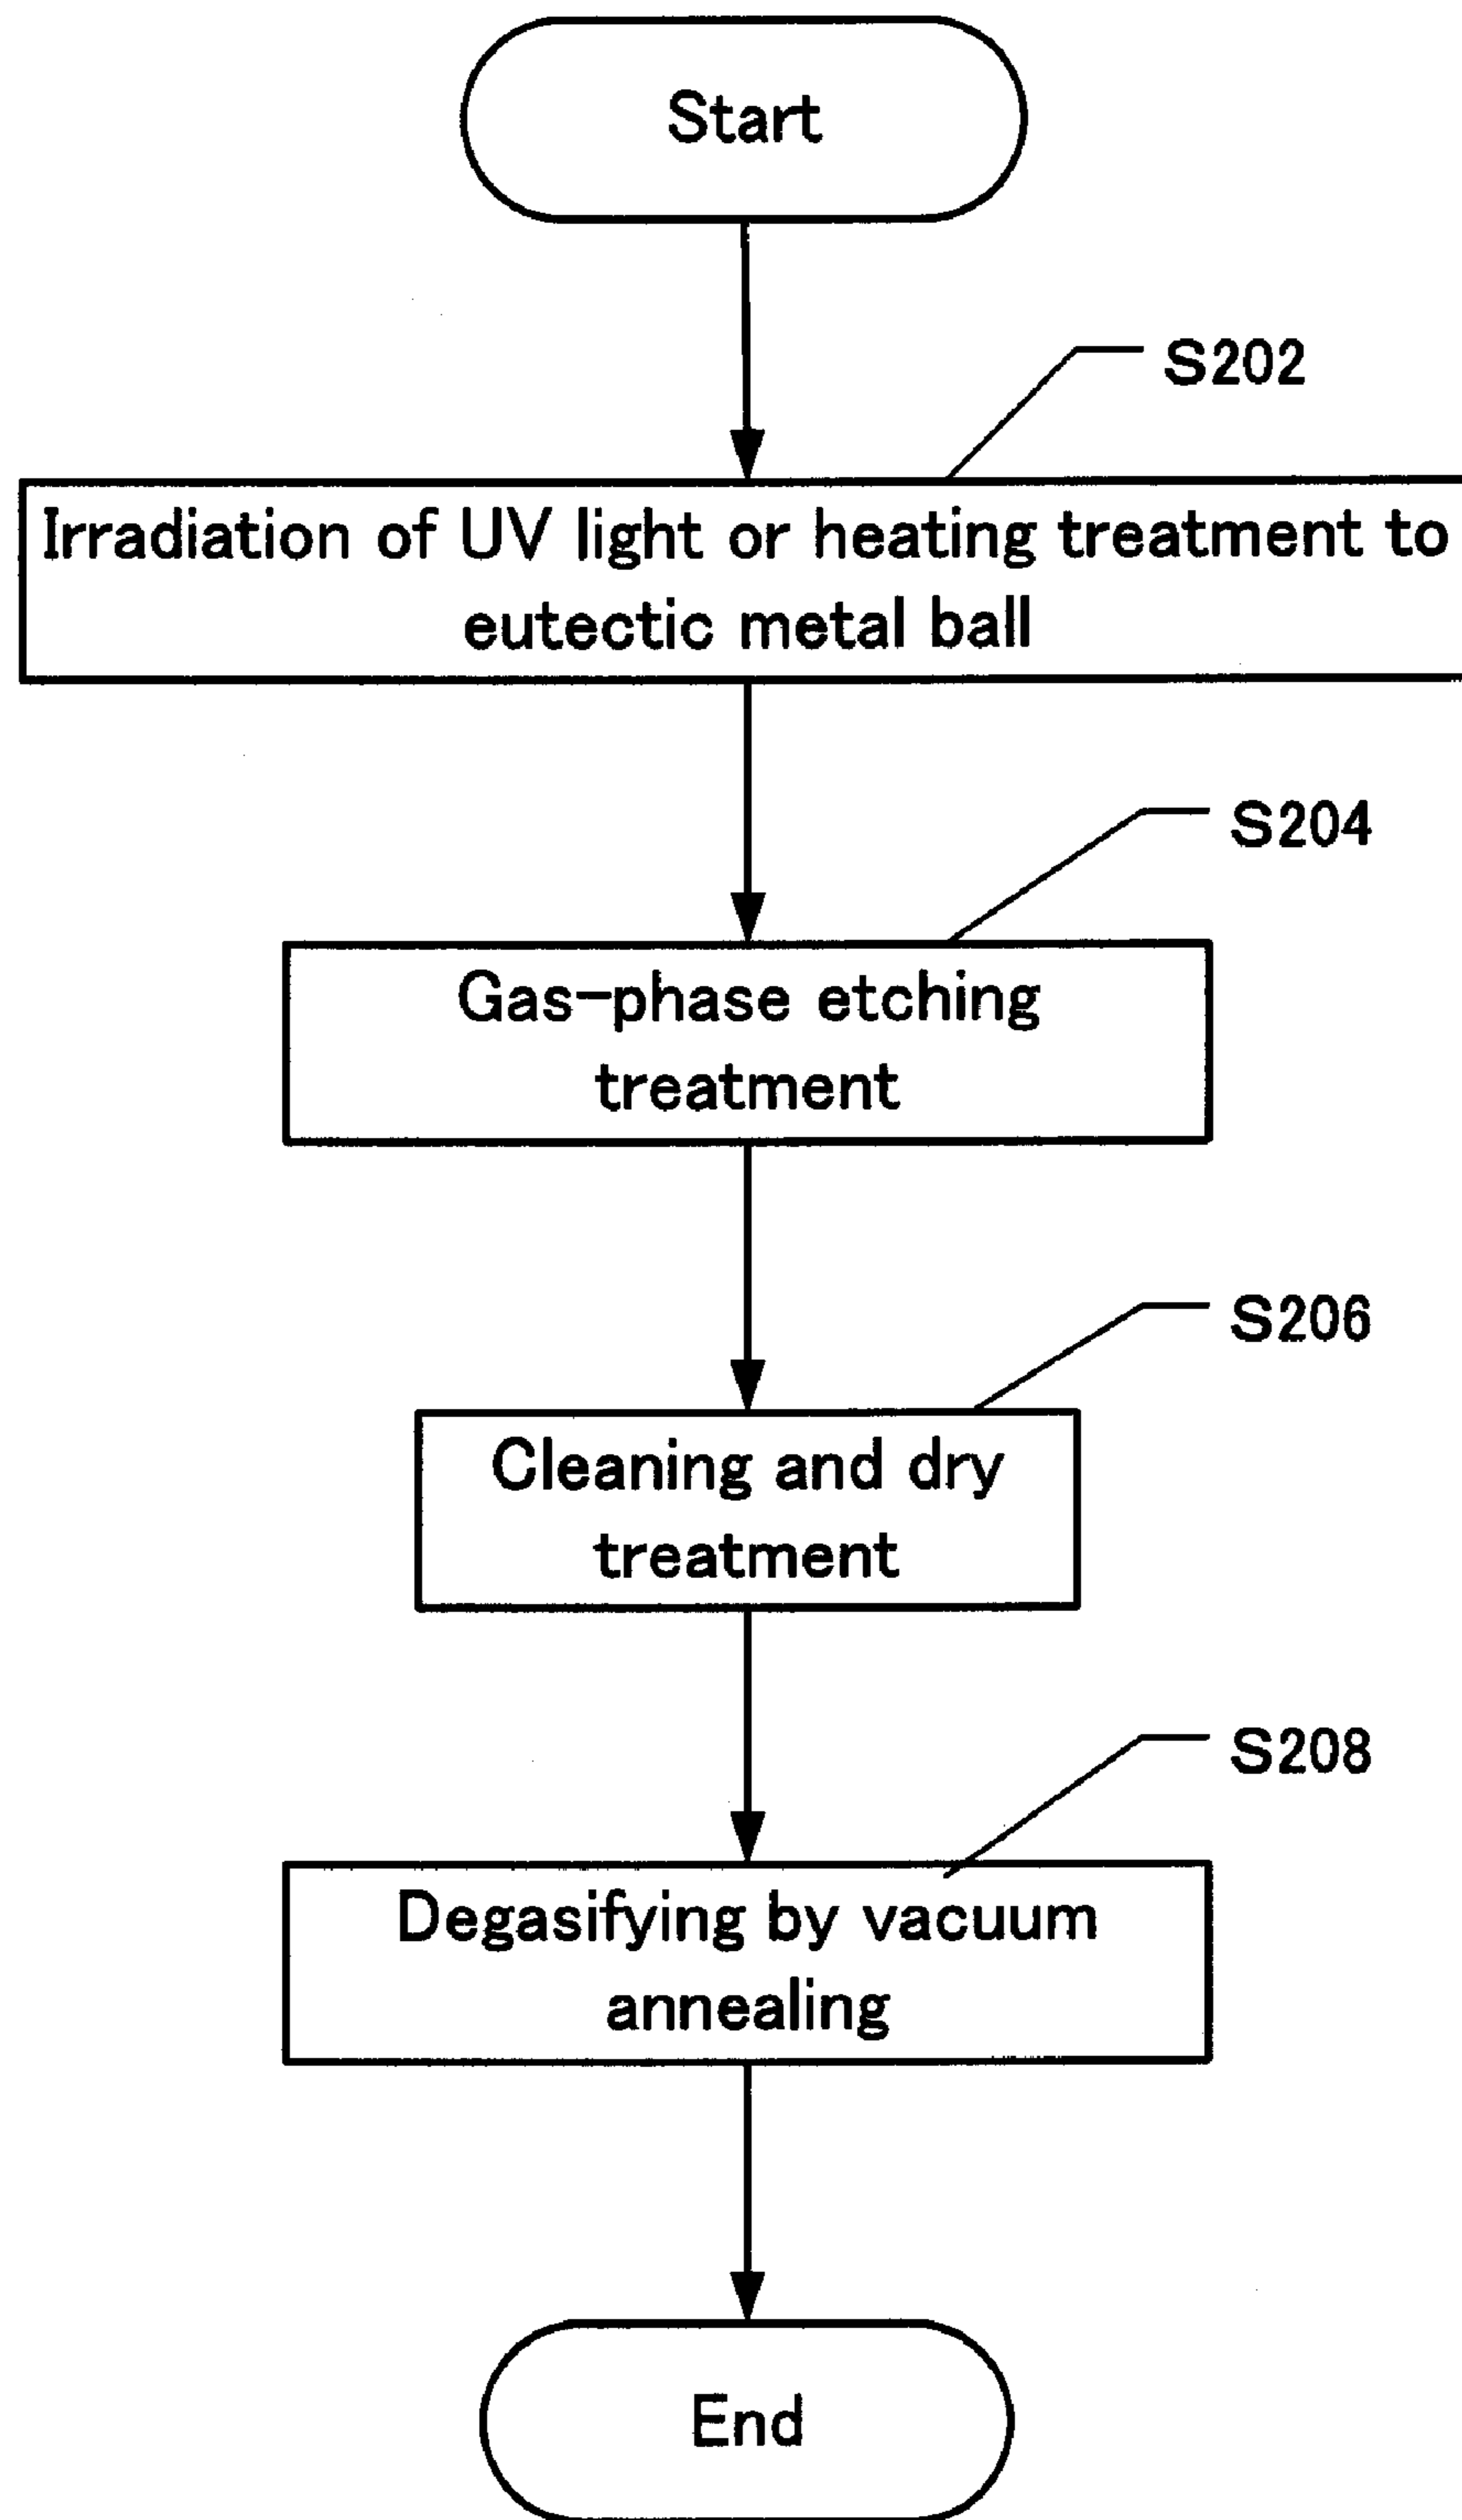 Start
S202
Irradiation of UV light or heating treatment to
eutectic metal ball
S204
Gas-phase etching
treatment
S206
Cleaning and dry
treatment
S208
Degasifying by vacuum
annealing
End